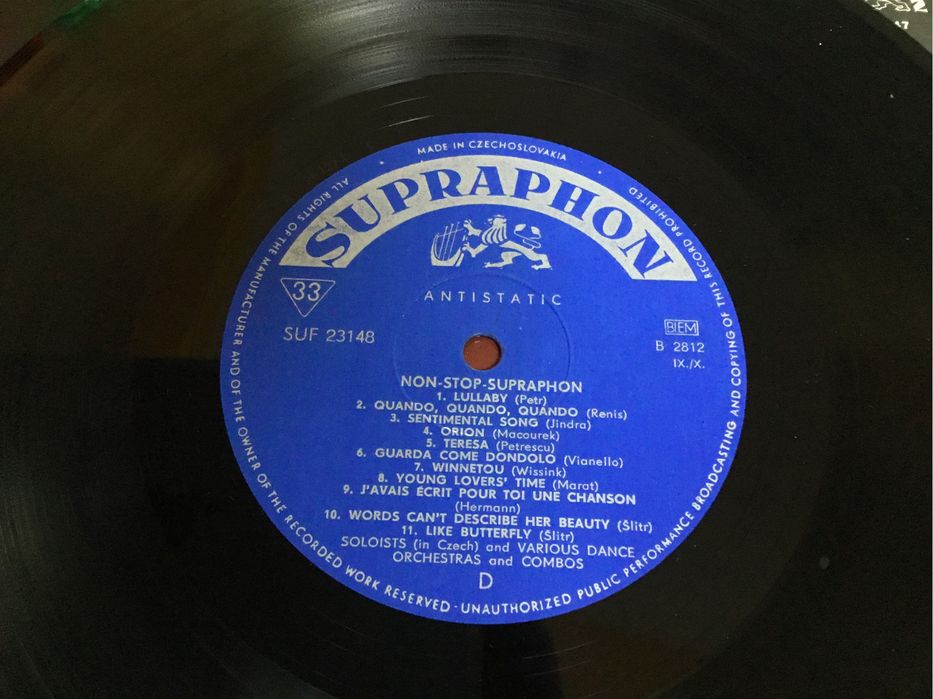 MADE IN CZECHOSLOVAKIA
SUPRAPHON
ANTISTATIC
33
SUF 23148
BIEM
B 2812
IX./X.
NON-STOP-SUPRAPHON
1. LULLABY (Petr)
2. QUANDO, QUANDO, QUANDO (Renis)
3. SENTIMENTAL SONG (Jindra)
4. ORION (Macourek)
5. TERESA (Petrescu)
6. GUARDA COME DONDOLO (Vianello)
7. WINNETOU (Wissink)
8. YOUNG LOVERS' TIME (Marat)
9. J'AVAIS ÉCRIT POUR TOI UNE CHANSON
(Hermann)
10. WORDS CAN'T DESCRIBE HER BEAUTY (Šlitr)
11. LIKE BUTTERFLY (Šlitr)
SOLOISTS (in Czech) and VARIOUS DANCE
ORCHESTRAS and COMBOS
D
ALL RIGHTS OF THE MANUFACTURER AND OF THE OWNER OF THE RECORDED WORK RESERVED - UNAUTHORIZED PUBLIC PERFORMANCE BROADCASTING AND COPYING OF THIS RECORD PROHIBITED